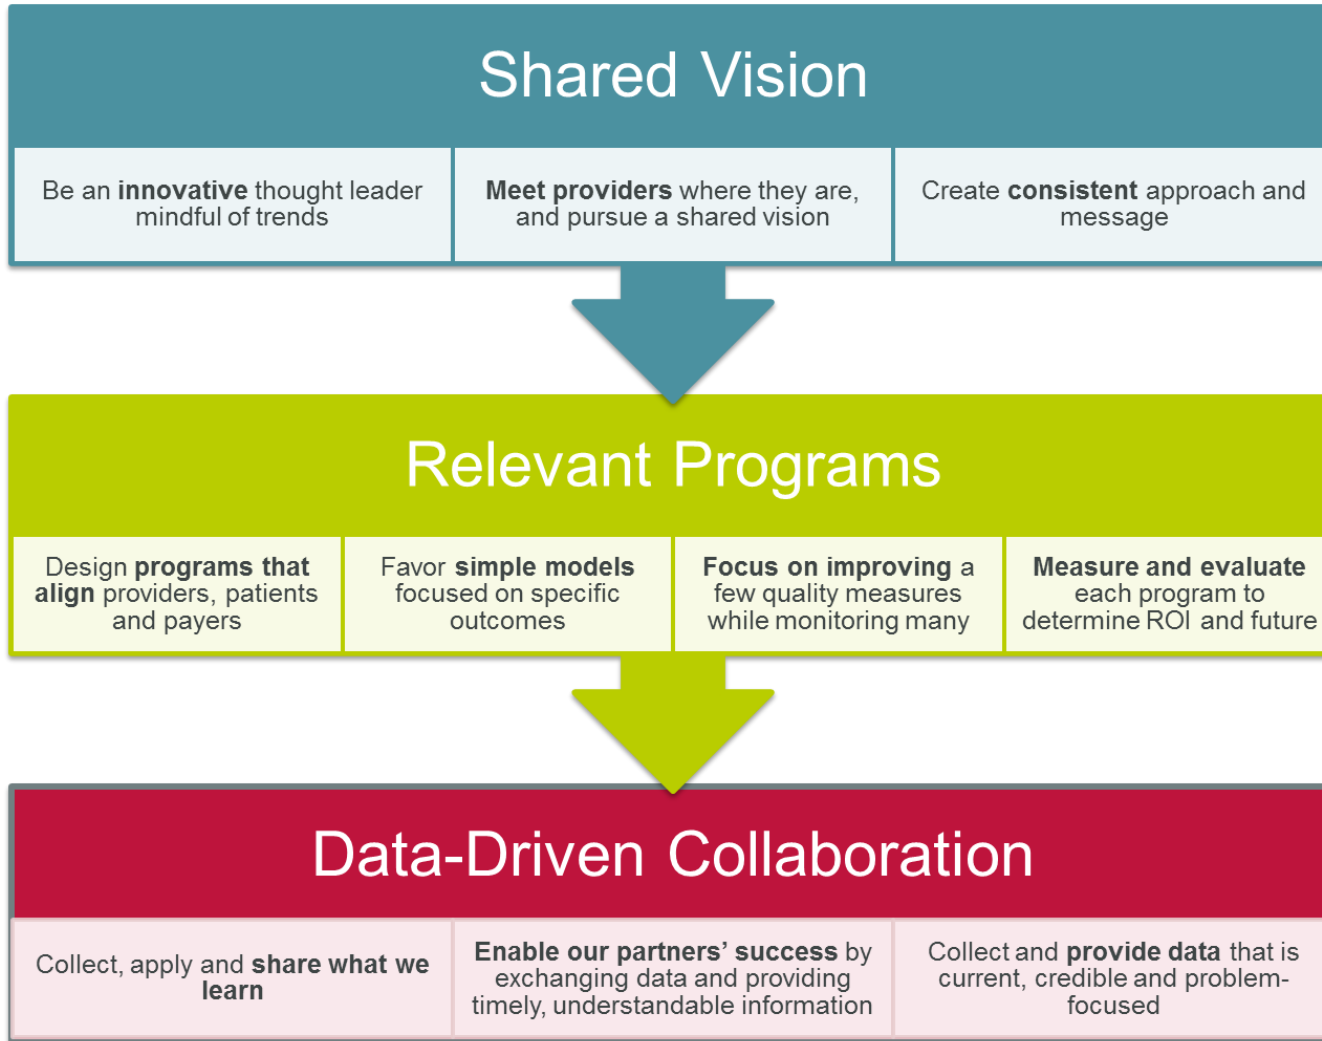 Shared Vision
Be an innovative thought leader
mindful of trends
Meet providers where they are,
and pursue a shared vision
Create consistent approach and
message
Relevant Programs
Design programs that
align providers, patients
and payers
Favor simple models
focused on specific
outcomes
Focus on improving a
few quality measures
while monitoring many
Measure and evaluate
each program to
determine ROI and future
Data-Driven Collaboration
Collect, apply and share what we
learn
Enable our partners’ success by
exchanging data and providing
timely, understandable information
Collect and provide data that is
current, credible and problem-
focused